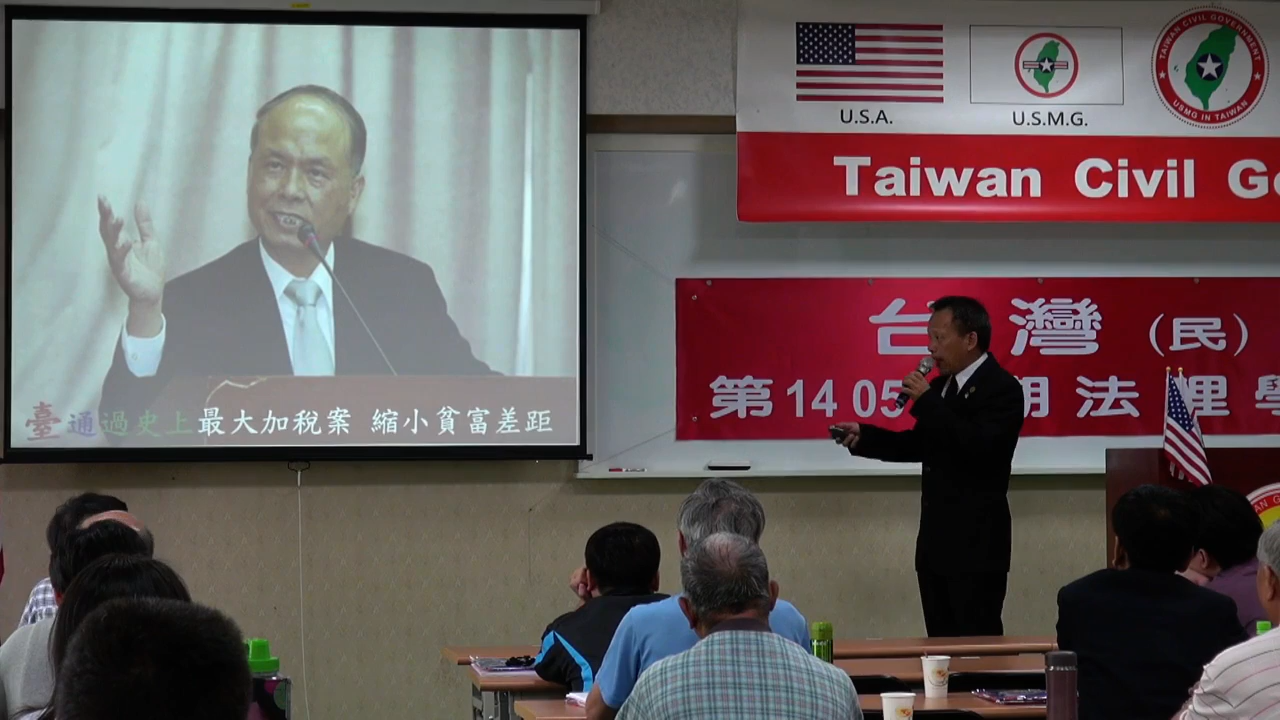 臺通過史上最大加稅案 縮小貧富差距
U.S.A.
U.S.M.G.
TAIWAN CIVIL GOVERNMENT
USMG IN TAIWAN
Taiwan Civil
台灣(民)
第14 05 期法理學